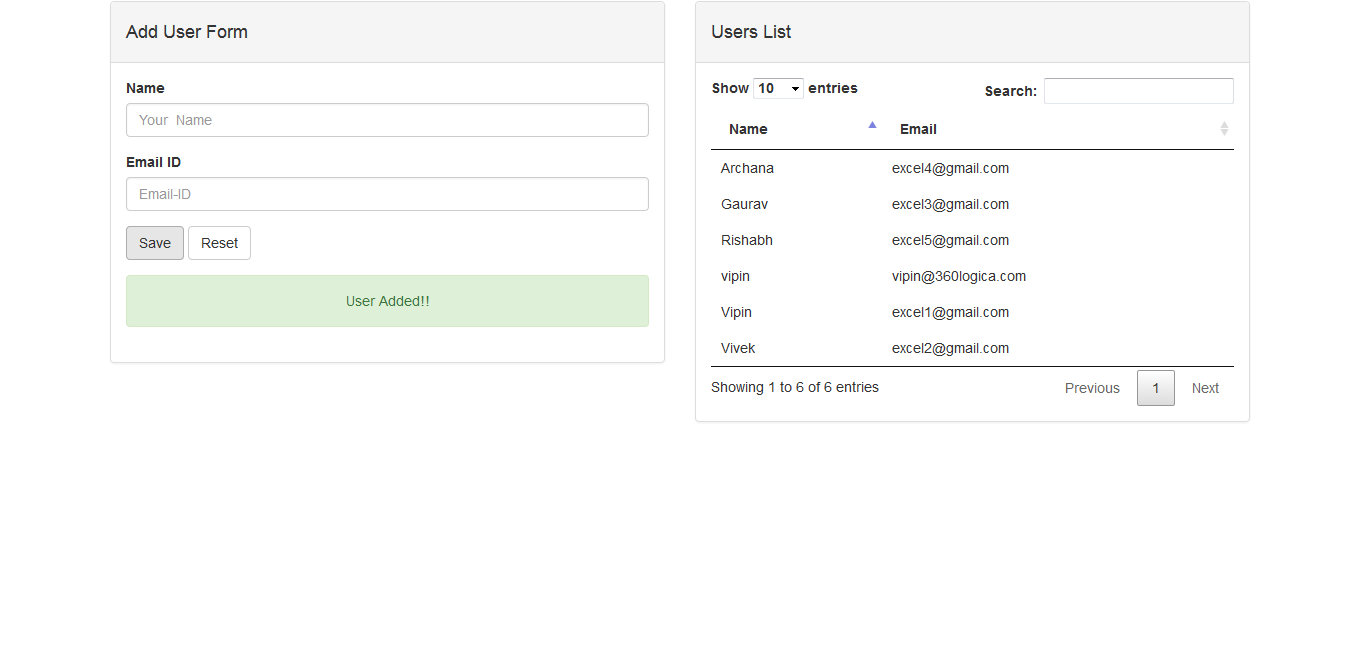 Add User Form
Name
Your  Name
Email ID
Email-ID
Save Reset
User Added!!
Users List
Show 10 entries Search:
Name Email
Archana excel4@gmail.com
Gaurav excel3@gmail.com
Rishabh excel5@gmail.com
vipin vipin@360logica.com
Vipin excel1@gmail.com
Vivek excel2@gmail.com
Showing 1 to 6 of 6 entries Previous 1 Next